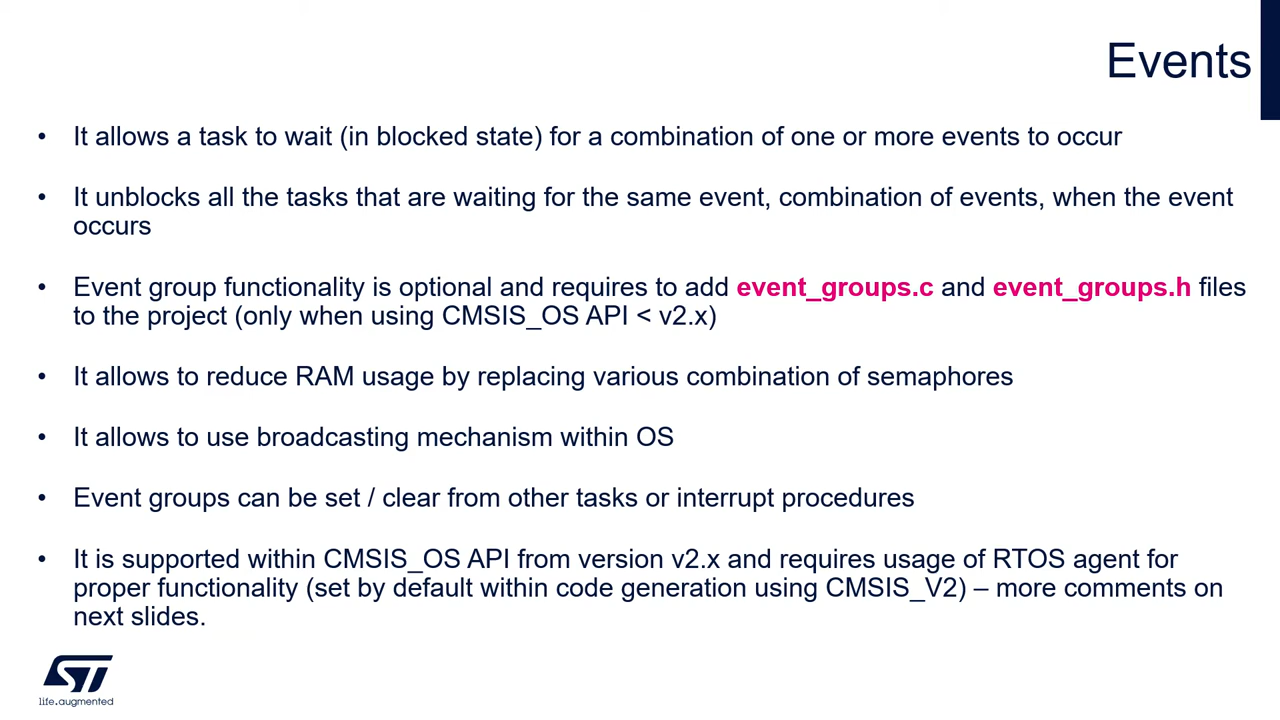 Events
• It allows a task to wait (in blocked state) for a combination of one or more events to occur
• It unblocks all the tasks that are waiting for the same event, combination of events, when the event
occurs
• Event group functionality is optional and requires to add event_groups.c and event_groups.h files
to the project (only when using CMSIS_OS API < v2.x)
• It allows to reduce RAM usage by replacing various combination of semaphores
• It allows to use broadcasting mechanism within OS
• Event groups can be set / clear from other tasks or interrupt procedures
• It is supported within CMSIS_OS API from version v2.x and requires usage of RTOS agent for
proper functionality (set by default within code generation using CMSIS_V2) – more comments on
next slides.
ST
life.augmented